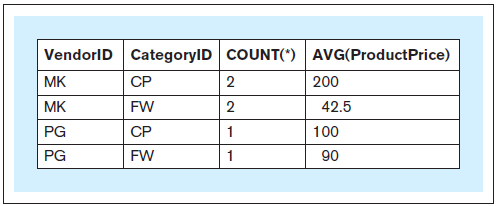 VendorID CategoryID COUNT(*) AVG(ProductPrice)
MK CP 2 200
MK FW 2 42.5
PG CP 1 100
PG FW 1 90